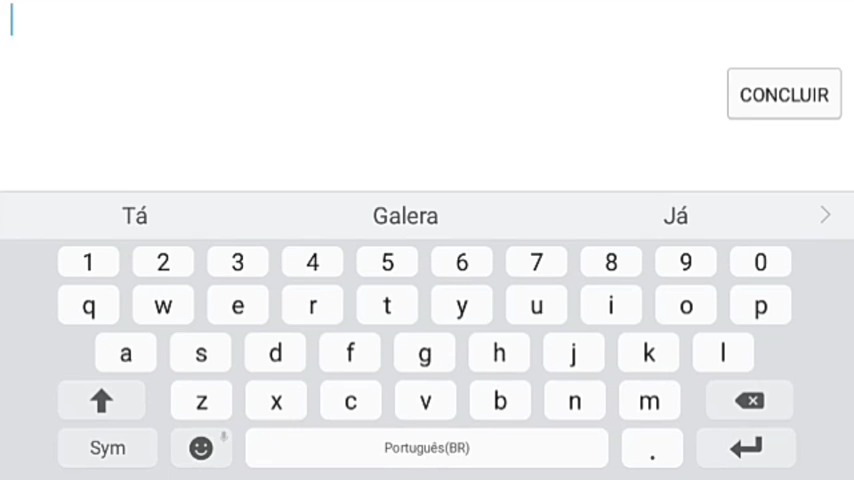 CONCLUIR
Tá Galera Já
1 2 3 4 5 6 7 8 9 0
q w e r t y u i o p
a s d f g h j k l
z x c v b n m
Sym Português(BR) .